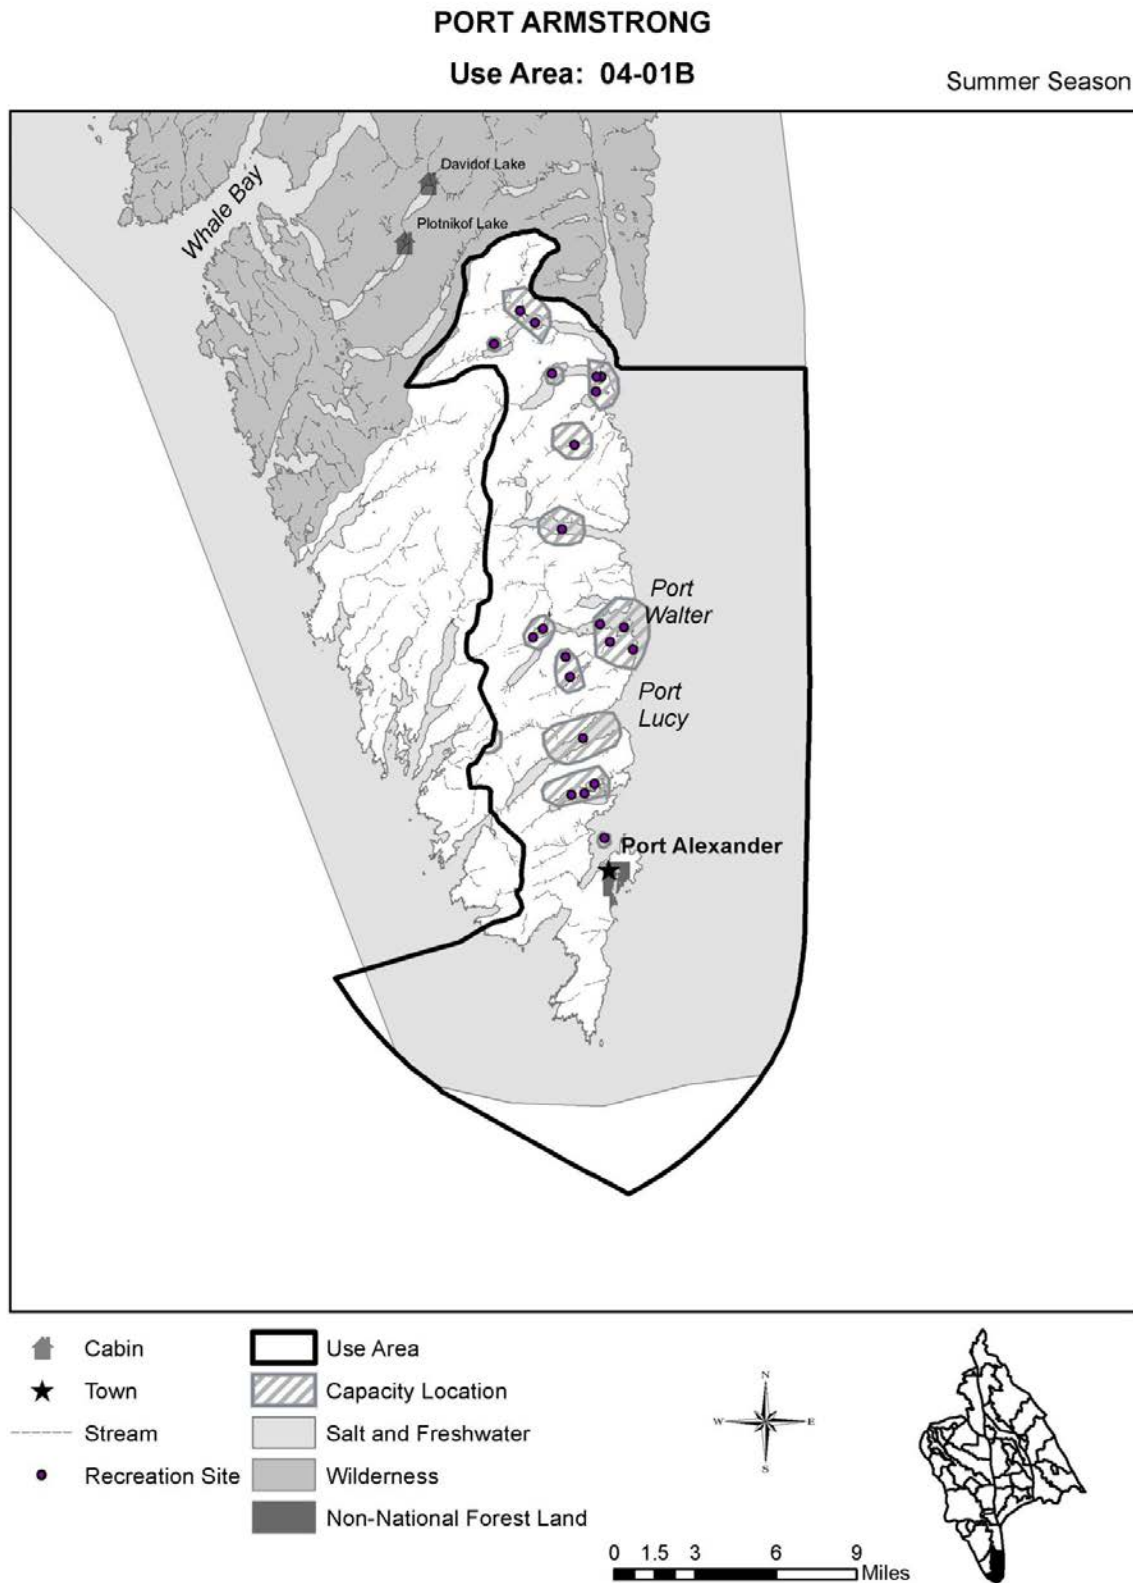 PORT ARMSTRONG
Use Area: 04-01B
Summer Season
Davidof Lake
Plotnikof Lake
Whale Bay
Port
Walter
Port
Lucy
Port Alexander
Cabin
Town
Stream
Recreation Site
Use Area
Capacity Location
Salt and Freshwater
Wilderness
Non-National Forest Land
N
W
E
S
0 1.5 3 6 9
Miles